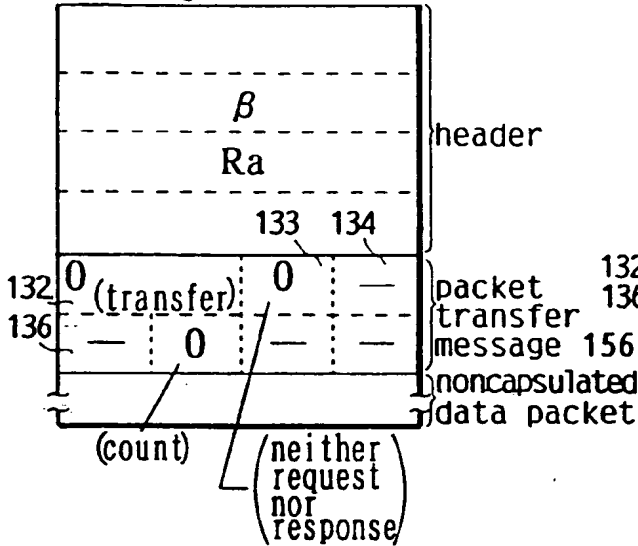 β
Ra
header
133 134
132 0 (transfer) 0 —
136 — 0 — —
packet
transfer
message 156
132
136
noncapsulated
data packet
(count)
(neither
request
nor
response)